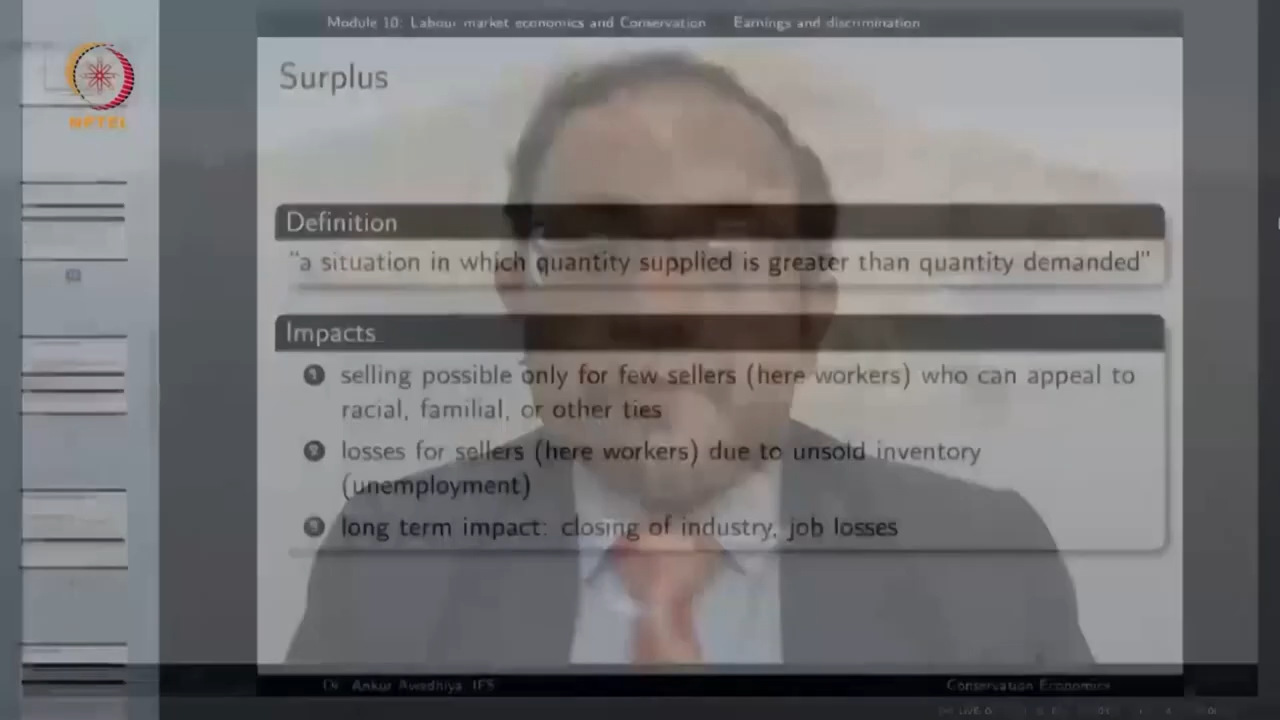 Module 10: Labour market economics and Conservation Earnings and discrimination
NPTEL
Surplus
Definition
"a situation in which quantity supplied is greater than quantity demanded"
Impacts
1 selling possible only for few sellers (here workers) who can appeal to
racial, familial, or other ties
2 losses for sellers (here workers) due to unsold inventory
(unemployment)
3 long term impact: closing of industry, job losses
Dr. Ankur Awadhiya, IFS Conservation Economics